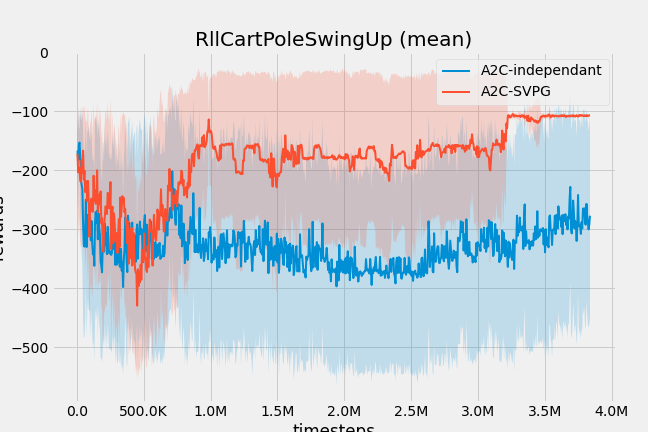 RllCartPoleSwingUp (mean)
A2C-independant
A2C-SVPG
0
−100
−200
−300
−400
−500
rewards
0.0 500.0K 1.0M 1.5M 2.0M 2.5M 3.0M 3.5M 4.0M
timesteps